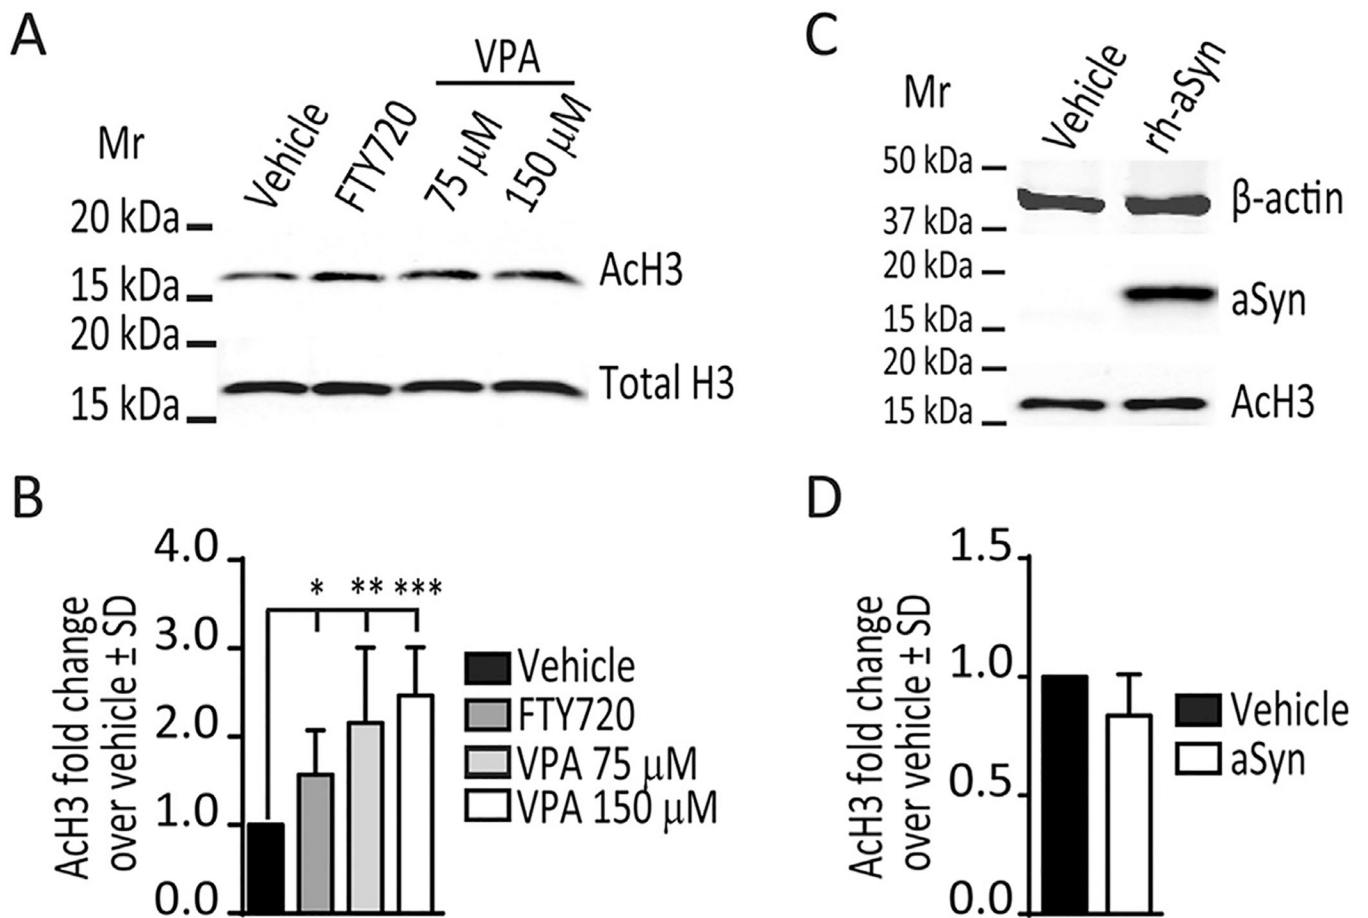 A
VPA
Mr
Vehicle
FTY720
75 μM
150 μM
20 kDa
15 kDa
AcH3
20 kDa
15 kDa
Total H3
C
Mr
Vehicle
rh-aSyn
50 kDa
37 kDa
β-actin
20 kDa
15 kDa
aSyn
20 kDa
15 kDa
AcH3
B
AcH3 fold change
over vehicle ± SD
4.0
3.0
2.0
1.0
0.0
*
**
***
Vehicle
FTY720
VPA 75 μM
VPA 150 μM
D
AcH3 fold change
over vehicle ± SD
1.5
1.0
0.5
0.0
Vehicle
aSyn